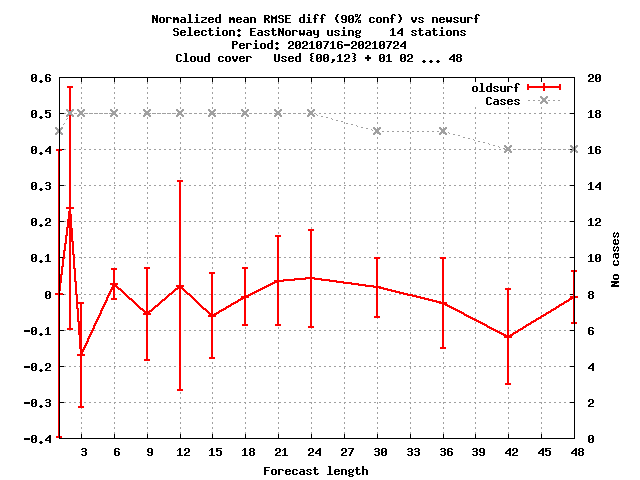 Normalized mean RMSE diff (90% conf) vs newsurf
Selection: EastNorway using    14 stations
Period: 20210716-20210724
Cloud cover   Used {00,12} + 01 02 ... 48
oldsurf
Cases
0.6
0.5
0.4
0.3
0.2
0.1
0
-0.1
-0.2
-0.3
-0.4
20
18
16
14
12
10
8
6
4
2
0
No cases
3 6 9 12 15 18 21 24 27 30 33 36 39 42 45 48
Forecast length